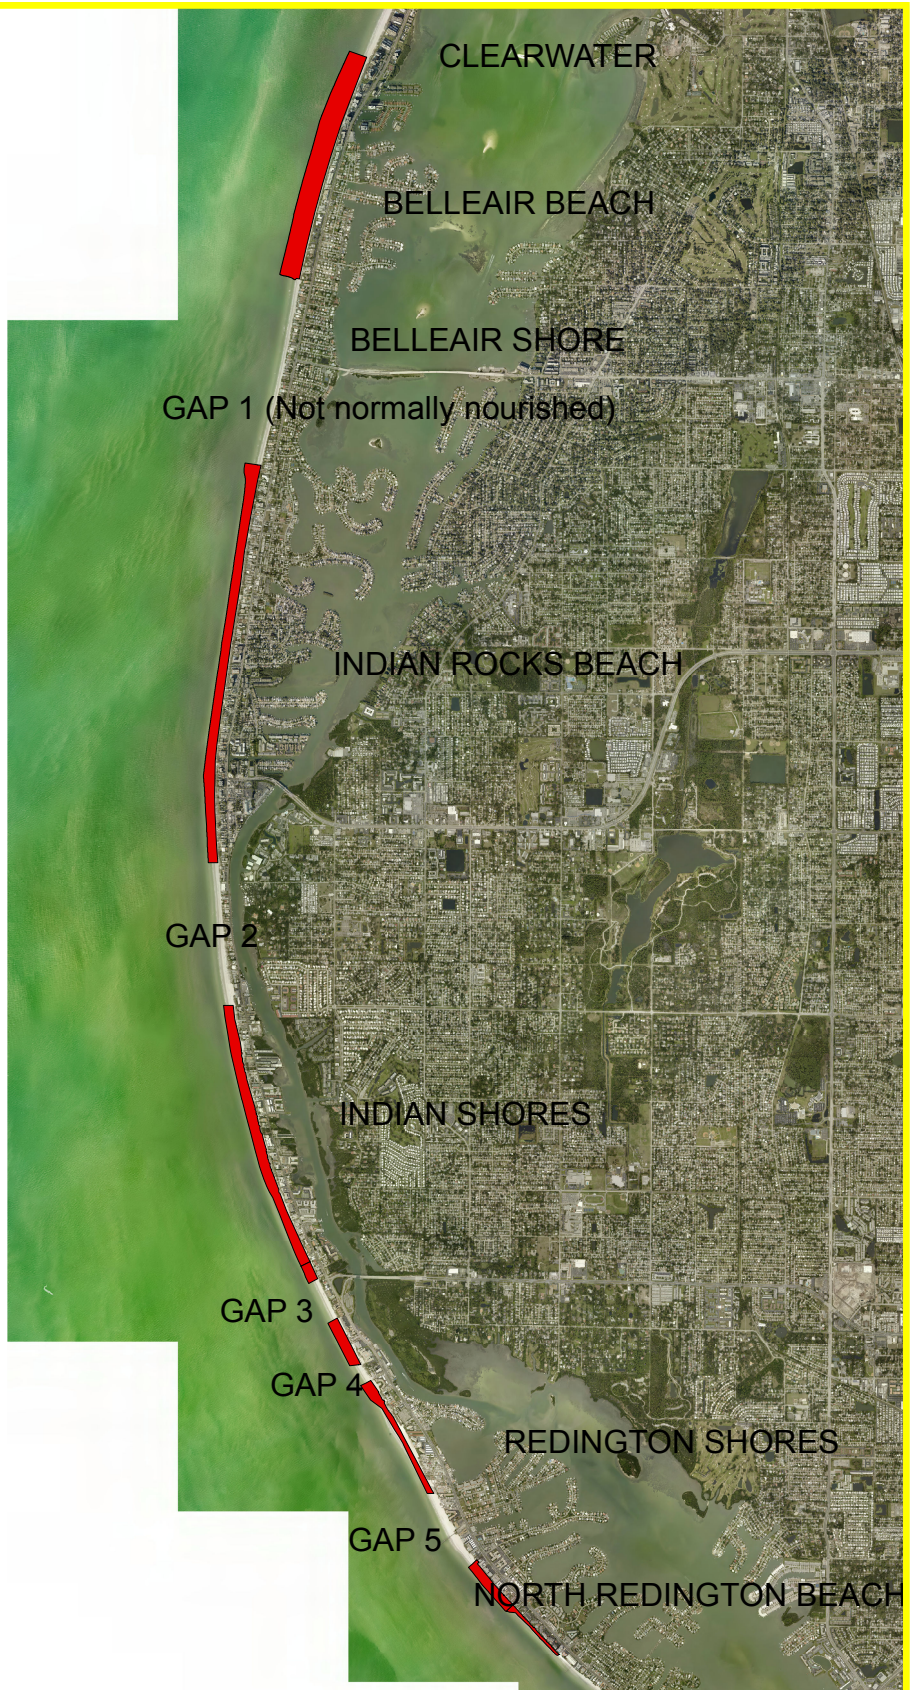 CLEARWATER
BELLEAIR BEACH
BELLEAIR SHORE
GAP 1 (Not normally nourished)
INDIAN ROCKS BEACH
GAP 2
INDIAN SHORES
GAP 3
GAP 4
REDINGTON SHORES
GAP 5
NORTH REDINGTON BEACH